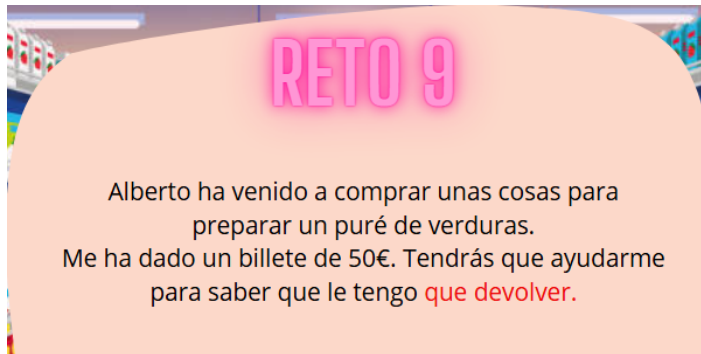 RETO 9
Alberto ha venido a comprar unas cosas para
preparar un puré de verduras.
Me ha dado un billete de 50€. Tendrás que ayudarme
para saber que le tengo que devolver.